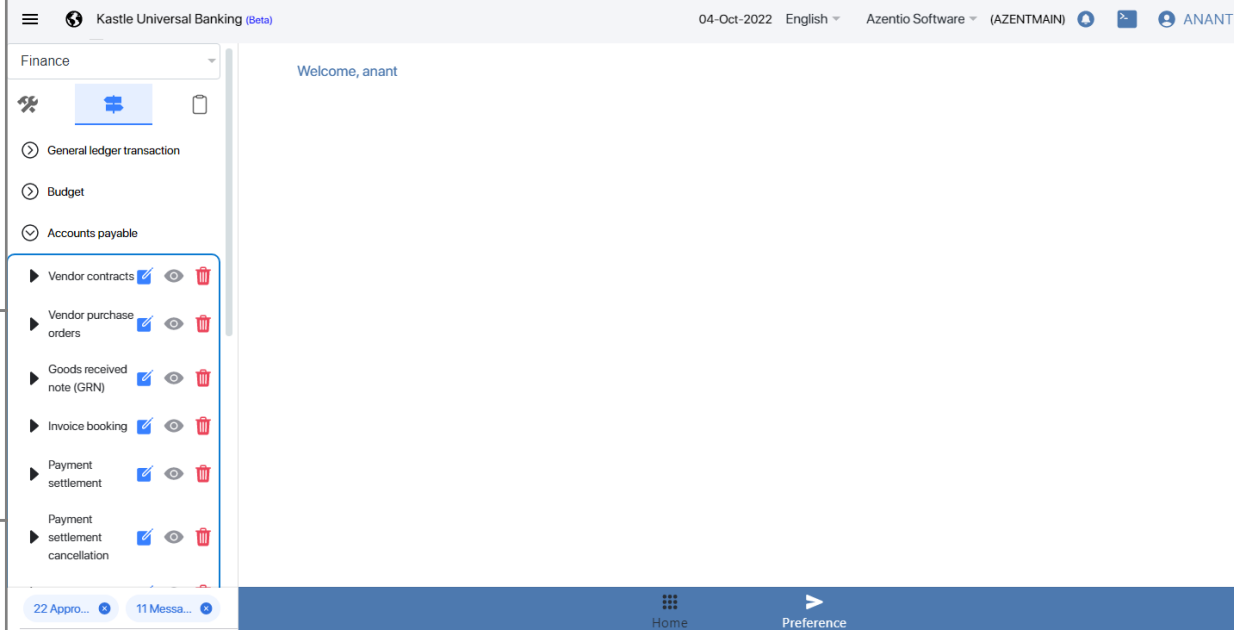 Kastle Universal Banking (Beta)
04-Oct-2022 English Azentio Software (AZENTMAIN) ANANT
Finance
Welcome, anant
General ledger transaction
Budget
Accounts payable
Vendor contracts
Vendor purchase
orders
Goods received
note (GRN)
Invoice booking
Payment
settlement
Payment
settlement
cancellation
22 Appro... 11 Messa...
Home
Preference